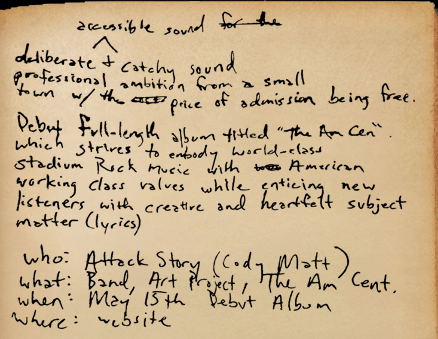 accessible sound for the
deliberate + catchy sound
professional ambition from a small
town w/ the price of admission being free.
Debut full-length album titled "The Am Cen".
which strives to embody world-class
stadium Rock music with American
working class values while enticing new
listeners with creative and heartfelt subject
matter (lyrics)
who: Attack Story (Cody Matt)
what: Band, Art Project, The Am Cent.
when: May 15th Debut Album
where: website